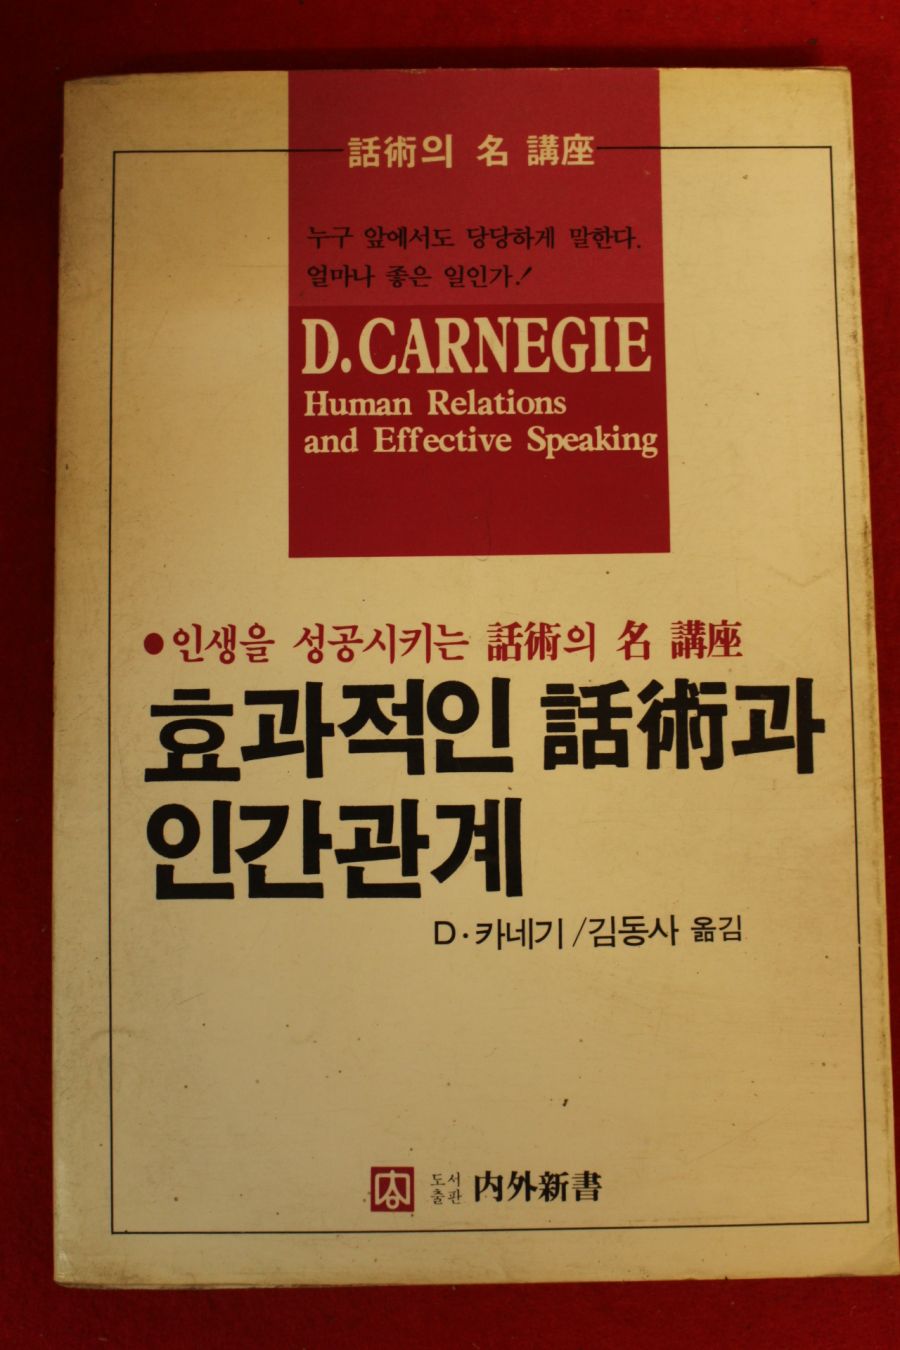 話術의 名 講座
누구 앞에서도 당당하게 말한다.
얼마나 좋은 일인가!
D.CARNEGIE
Human Relations
and Effective Speaking
●인생을 성공시키는 話術의 名 講座
효과적인 話術과
인간관계
D·카네기/김동사 옮김
도서
출판 内外新書